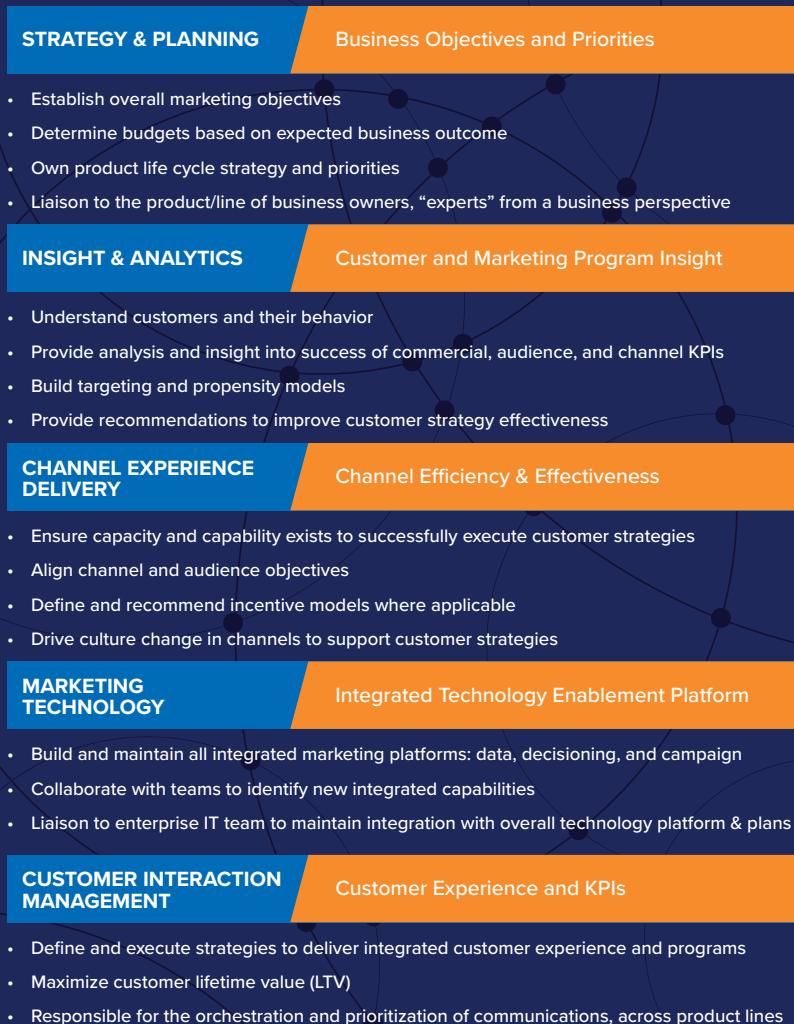 STRATEGY & PLANNING
Business Objectives and Priorities
• Establish overall marketing objectives
• Determine budgets based on expected business outcome
• Own product life cycle strategy and priorities
• Liaison to the product/line of business owners, “experts” from a business perspective
INSIGHT & ANALYTICS
Customer and Marketing Program Insight
• Understand customers and their behavior
• Provide analysis and insight into success of commercial, audience, and channel KPIs
• Build targeting and propensity models
• Provide recommendations to improve customer strategy effectiveness
CHANNEL EXPERIENCE
DELIVERY
Channel Efficiency & Effectiveness
• Ensure capacity and capability exists to successfully execute customer strategies
• Align channel and audience objectives
• Define and recommend incentive models where applicable
• Drive culture change in channels to support customer strategies
MARKETING
TECHNOLOGY
Integrated Technology Enablement Platform
• Build and maintain all integrated marketing platforms: data, decisioning, and campaign
• Collaborate with teams to identify new integrated capabilities
• Liaison to enterprise IT team to maintain integration with overall technology platform & plans
CUSTOMER INTERACTION
MANAGEMENT
Customer Experience and KPIs
• Define and execute strategies to deliver integrated customer experience and programs
• Maximize customer lifetime value (LTV)
• Responsible for the orchestration and prioritization of communications, across product lines